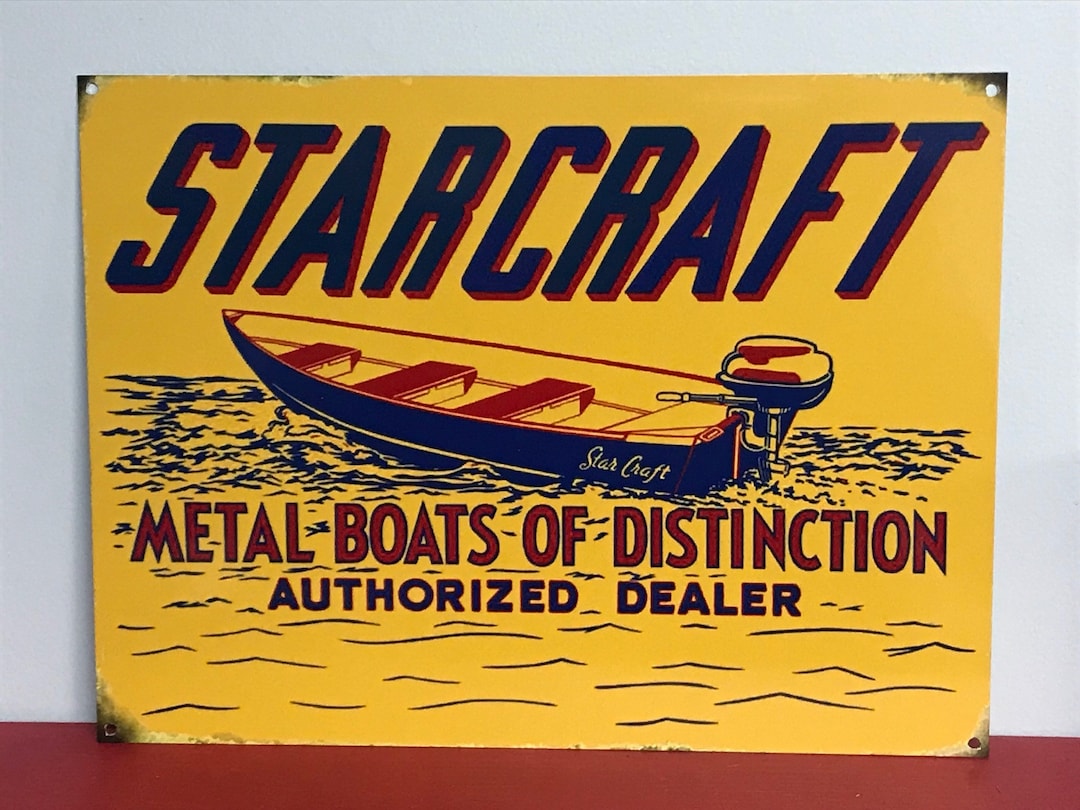 STARCRAFT
Star Craft
METAL BOATS OF DISTINCTION
AUTHORIZED DEALER